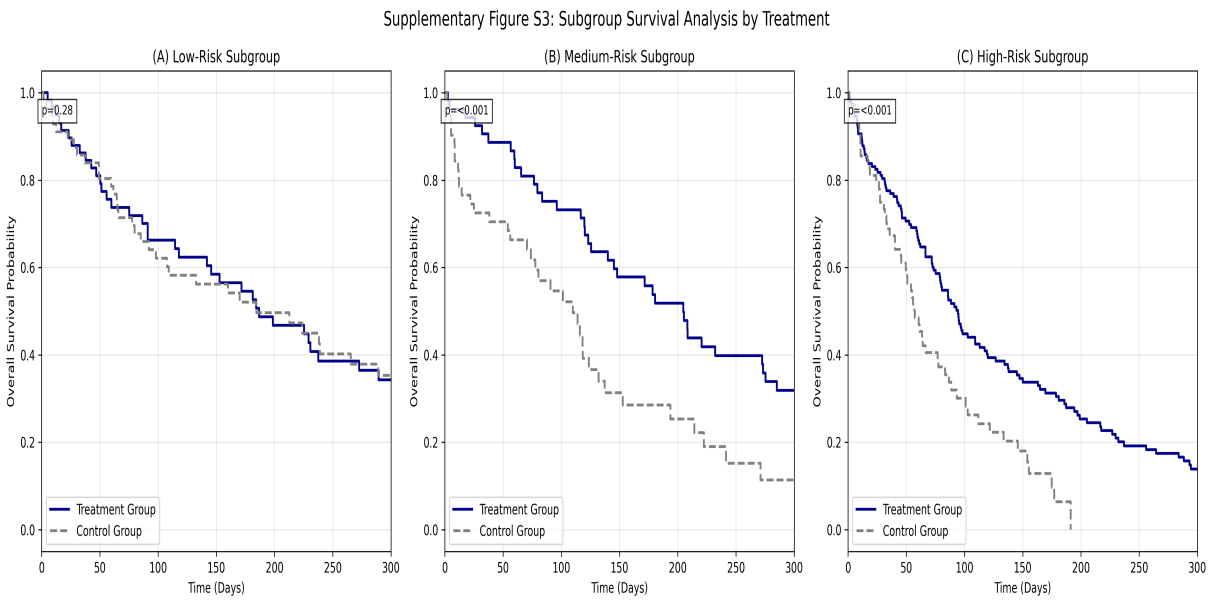 Supplementary Figure S3: Subgroup Survival Analysis by Treatment
(A) Low-Risk Subgroup
1.0
0.8
0.6
0.4
0.2
0.0
Overall Survival Probability
p=0.28
Treatment Group
Control Group
0 50 100 150 200 250 300
Time (Days)
(B) Medium-Risk Subgroup
1.0
0.8
0.6
0.4
0.2
0.0
Overall Survival Probability
p=<0.001
Treatment Group
Control Group
0 50 100 150 200 250 300
Time (Days)
(C) High-Risk Subgroup
1.0
0.8
0.6
0.4
0.2
0.0
Overall Survival Probability
p=<0.001
Treatment Group
Control Group
0 50 100 150 200 250 300
Time (Days)